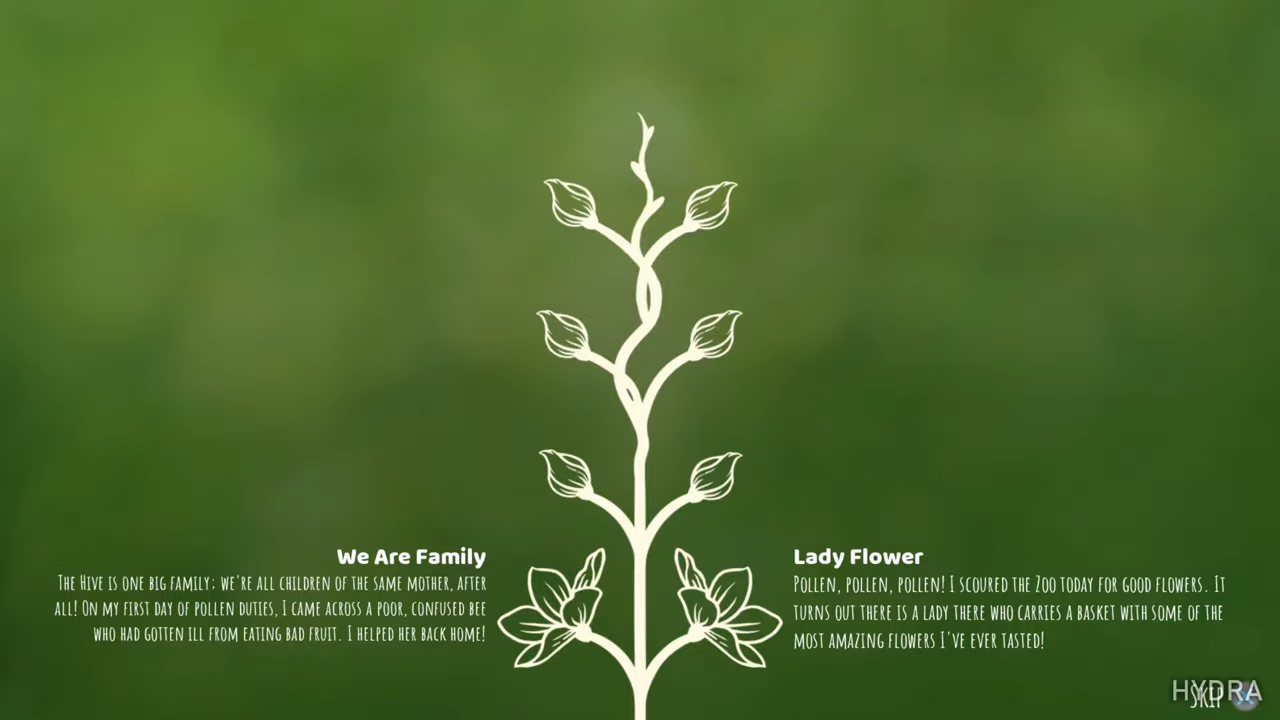 We Are Family
The Hive is one big family; we're all children of the same mother, after
all! On my first day of pollen duties, I came across a poor, confused bee
who had gotten ill from eating bad fruit. I helped her back home!
Lady Flower
Pollen, pollen, pollen! I scoured the Zoo today for good flowers. It
turns out there is a lady there who carries a basket with some of the
most amazing flowers I've ever tasted!
HYDRA
SKIP